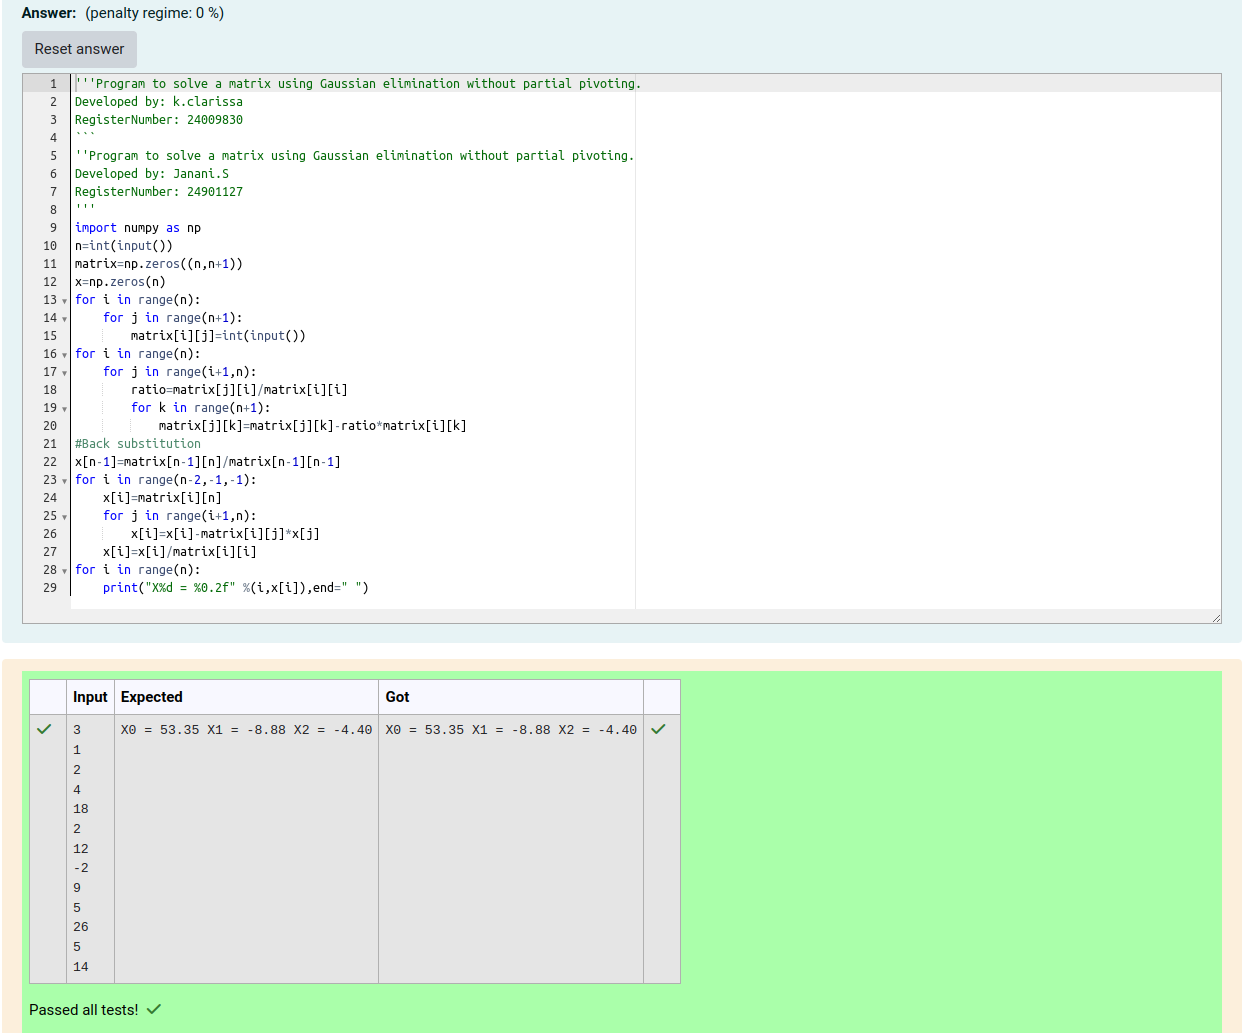 Answer: (penalty regime: 0 %)
Reset answer
1 '''Program to solve a matrix using Gaussian elimination without partial pivoting.
2 Developed by: k.clarissa
3 RegisterNumber: 24009830
4 ```
5 ''Program to solve a matrix using Gaussian elimination without partial pivoting.
6 Developed by: Janani.S
7 RegisterNumber: 24901127
8 '''
9 import numpy as np
10 n=int(input())
11 matrix=np.zeros((n,n+1))
12 x=np.zeros(n)
13 for i in range(n):
14     for j in range(n+1):
15         matrix[i][j]=int(input())
16 for i in range(n):
17     for j in range(i+1,n):
18         ratio=matrix[j][i]/matrix[i][i]
19         for k in range(n+1):
20             matrix[j][k]=matrix[j][k]-ratio*matrix[i][k]
21 #Back substitution
22 x[n-1]=matrix[n-1][n]/matrix[n-1][n-1]
23 for i in range(n-2,-1,-1):
24     x[i]=matrix[i][n]
25     for j in range(i+1,n):
26         x[i]=x[i]-matrix[i][j]*x[j]
27     x[i]=x[i]/matrix[i][i]
28 for i in range(n):
29     print("X%d = %0.2f" %(i,x[i]),end=" ")
Input Expected Got
3 X0 = 53.35 X1 = -8.88 X2 = -4.40 X0 = 53.35 X1 = -8.88 X2 = -4.40
1
2
4
18
2
12
-2
9
5
26
5
14
Passed all tests!